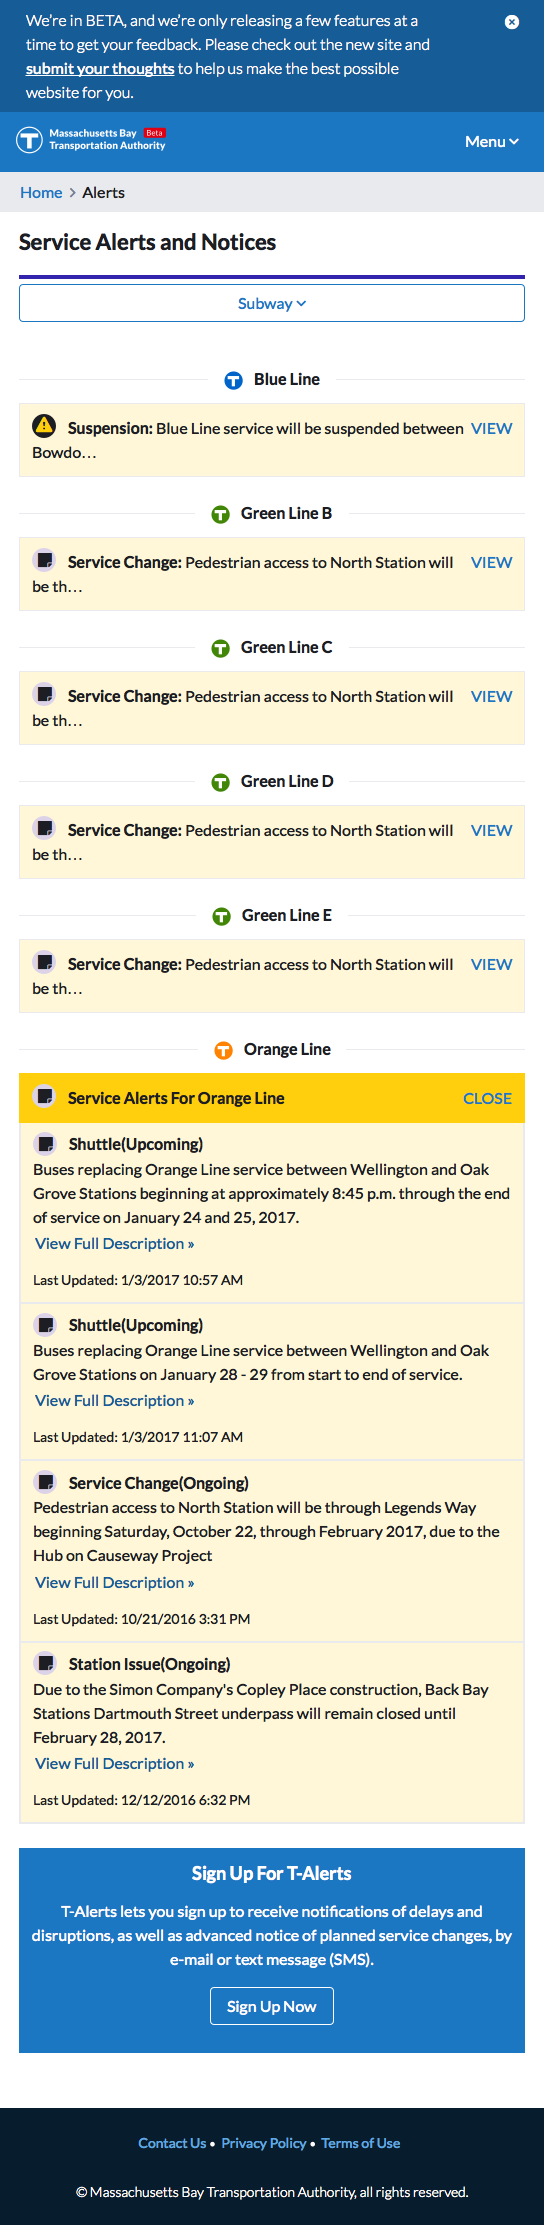 We're in BETA, and we're only releasing a few features at a
time to get your feedback. Please check out the new site and
submit your thoughts to help us make the best possible
website for you.
Massachusetts Bay Beta
Transportation Authority
Menu
Home > Alerts
Service Alerts and Notices
Subway
T Blue Line
Suspension: Blue Line service will be suspended between VIEW
Bowdo…
T Green Line B
Service Change: Pedestrian access to North Station will VIEW
be th…
T Green Line C
Service Change: Pedestrian access to North Station will VIEW
be th…
T Green Line D
Service Change: Pedestrian access to North Station will VIEW
be th…
T Green Line E
Service Change: Pedestrian access to North Station will VIEW
be th…
T Orange Line
Service Alerts For Orange Line CLOSE
Shuttle(Upcoming)
Buses replacing Orange Line service between Wellington and Oak
Grove Stations beginning at approximately 8:45 p.m. through the end
of service on January 24 and 25, 2017.
View Full Description »
Last Updated: 1/3/2017 10:57 AM
Shuttle(Upcoming)
Buses replacing Orange Line service between Wellington and Oak
Grove Stations on January 28 - 29 from start to end of service.
View Full Description »
Last Updated: 1/3/2017 11:07 AM
Service Change(Ongoing)
Pedestrian access to North Station will be through Legends Way
beginning Saturday, October 22, through February 2017, due to the
Hub on Causeway Project
View Full Description »
Last Updated: 10/21/2016 3:31 PM
Station Issue(Ongoing)
Due to the Simon Company's Copley Place construction, Back Bay
Stations Dartmouth Street underpass will remain closed until
February 28, 2017.
View Full Description »
Last Updated: 12/12/2016 6:32 PM
Sign Up For T-Alerts
T-Alerts lets you sign up to receive notifications of delays and
disruptions, as well as advanced notice of planned service changes, by
e-mail or text message (SMS).
Sign Up Now
Contact Us • Privacy Policy • Terms of Use
© Massachusetts Bay Transportation Authority, all rights reserved.